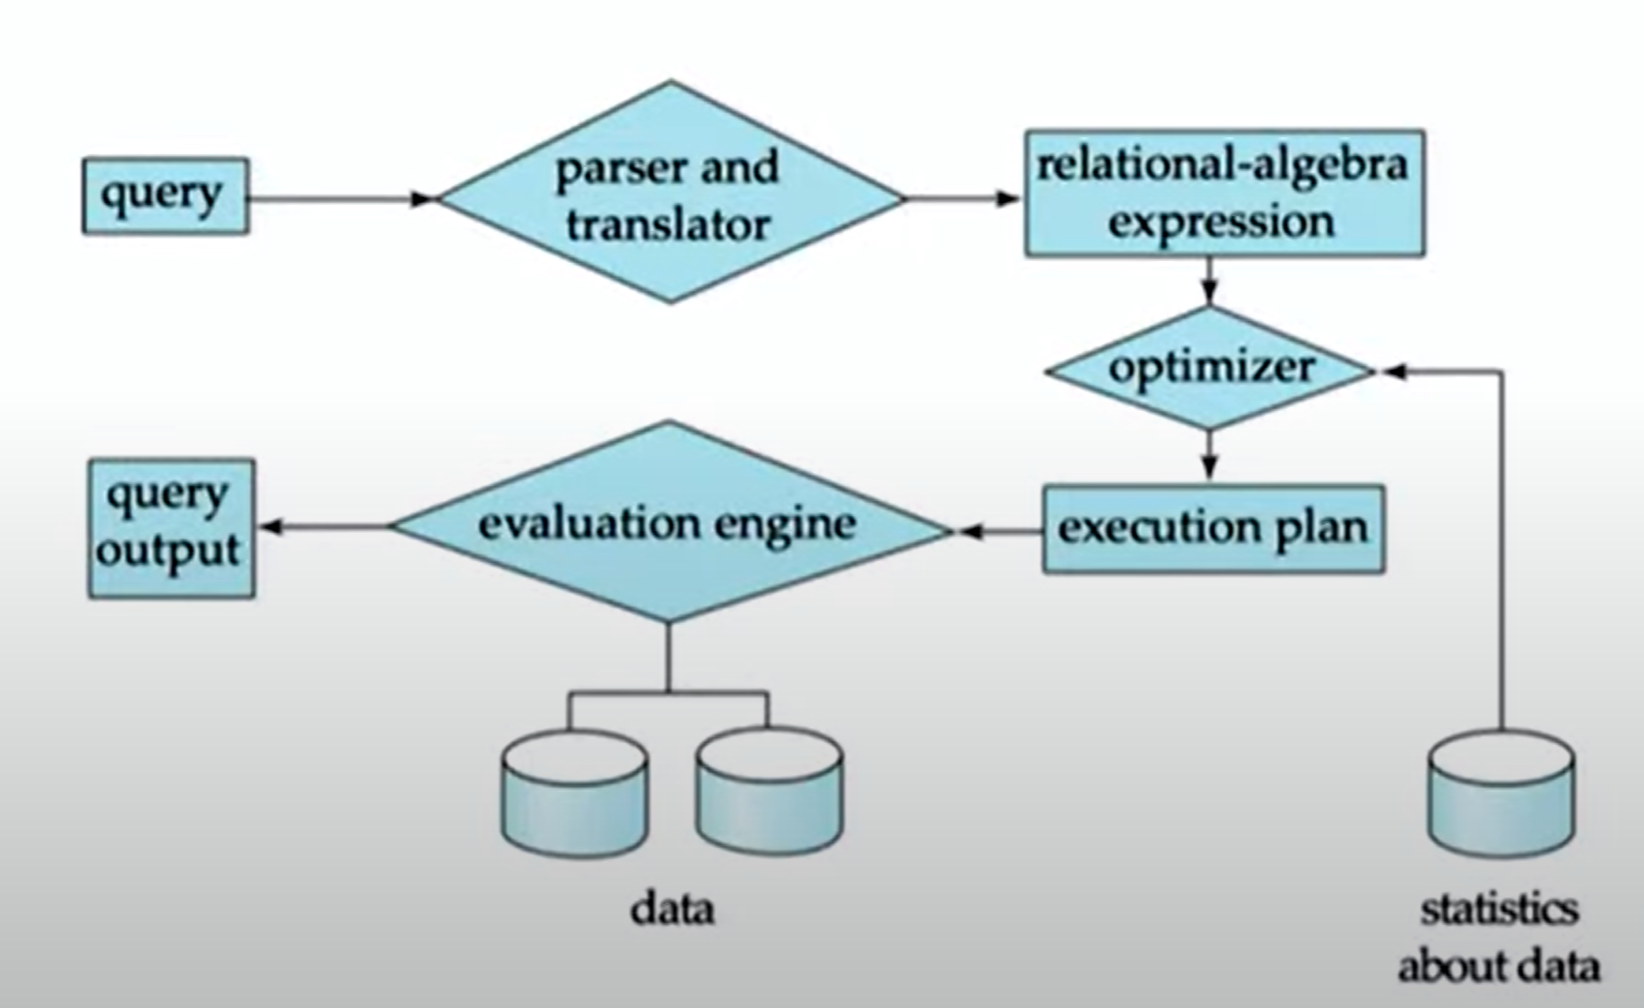 query
parser and
translator
relational-algebra
expression
optimizer
query
output
evaluation engine
execution plan
data
statistics
about data